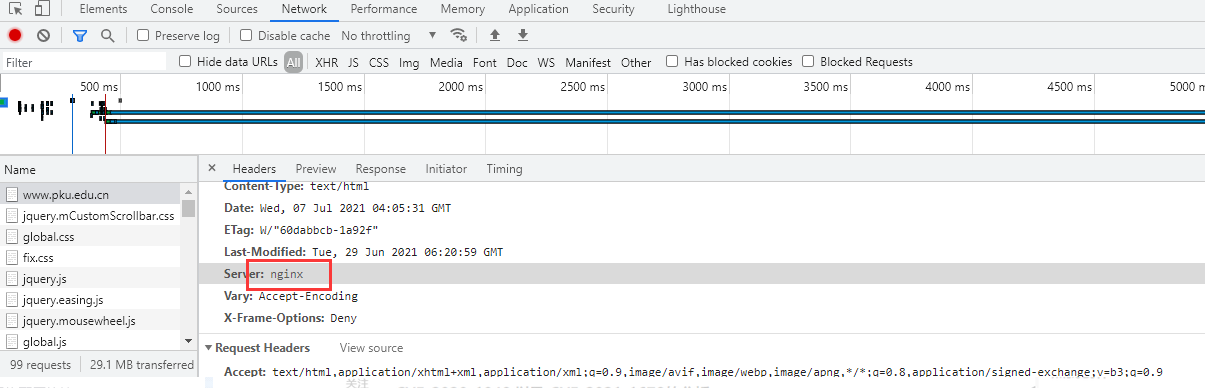 Elements Console Sources Network Performance Memory Application Security Lighthouse
Preserve log Disable cache No throttling
Filter Hide data URLs All XHR JS CSS Img Media Font Doc WS Manifest Other Has blocked cookies Blocked Requests
500 ms 1000 ms 1500 ms 2000 ms 2500 ms 3000 ms 3500 ms 4000 ms 4500 ms 5000 m
Name
www.pku.edu.cn
jquery.mCustomScrollbar.css
global.css
fix.css
jquery.js
jquery.easing.js
jquery.mousewheel.js
global.js
99 requests 29.1 MB transferred
× Headers Preview Response Initiator Timing
Content-Type: text/html
Date: Wed, 07 Jul 2021 04:05:31 GMT
ETag: W/"60dabbcb-1a92f"
Last-Modified: Tue, 29 Jun 2021 06:20:59 GMT
Server: nginx
Vary: Accept-Encoding
X-Frame-Options: Deny
Request Headers View source
Accept: text/html,application/xhtml+xml,application/xml;q=0.9,image/avif,image/webp,image/apng,*/*;q=0.8,application/signed-exchange;v=b3;q=0.9
关注